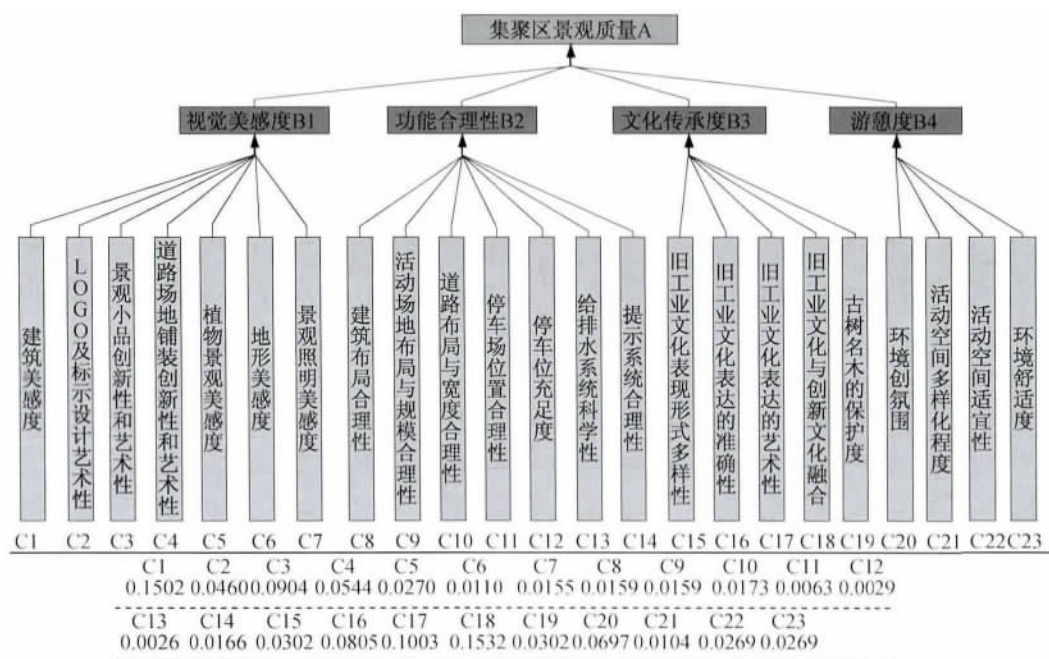 集聚区景观质量A
视觉美感度B1
功能合理性B2
文化传承度B3
游憩度B4
建筑美感度
LOGO及标示设计艺术性
景观小品创新性和艺术性
道路场地铺装创新性和艺术性
植物景观美感度
地形美感度
景观照明美感度
建筑布局合理性
活动场地布局与规模合理性
道路布局与宽度合理性
停车场位置合理性
停车位充足度
给排水系统科学性
提示系统合理性
旧工业文化表现形式多样性
旧工业文化表达的准确性
旧工业文化表达的艺术性
旧工业文化与创新文化融合
古树名木的保护度
环境创氛围
活动空间多样化程度
活动空间适宜性
环境舒适度
C1 C2 C3 C4 C5 C6 C7 C8 C9 C10 C11 C12 C13 C14 C15 C16 C17 C18 C19 C20 C21 C22 C23
C1 C2 C3 C4 C5 C6 C7 C8 C9 C10 C11 C12
0.1502 0.0460 0.0904 0.0544 0.0270 0.0110 0.0155 0.0159 0.0159 0.0173 0.0063 0.0029
C13 C14 C15 C16 C17 C18 C19 C20 C21 C22 C23
0.0026 0.0166 0.0302 0.0805 0.1003 0.1532 0.0302 0.0697 0.0104 0.0269 0.0269